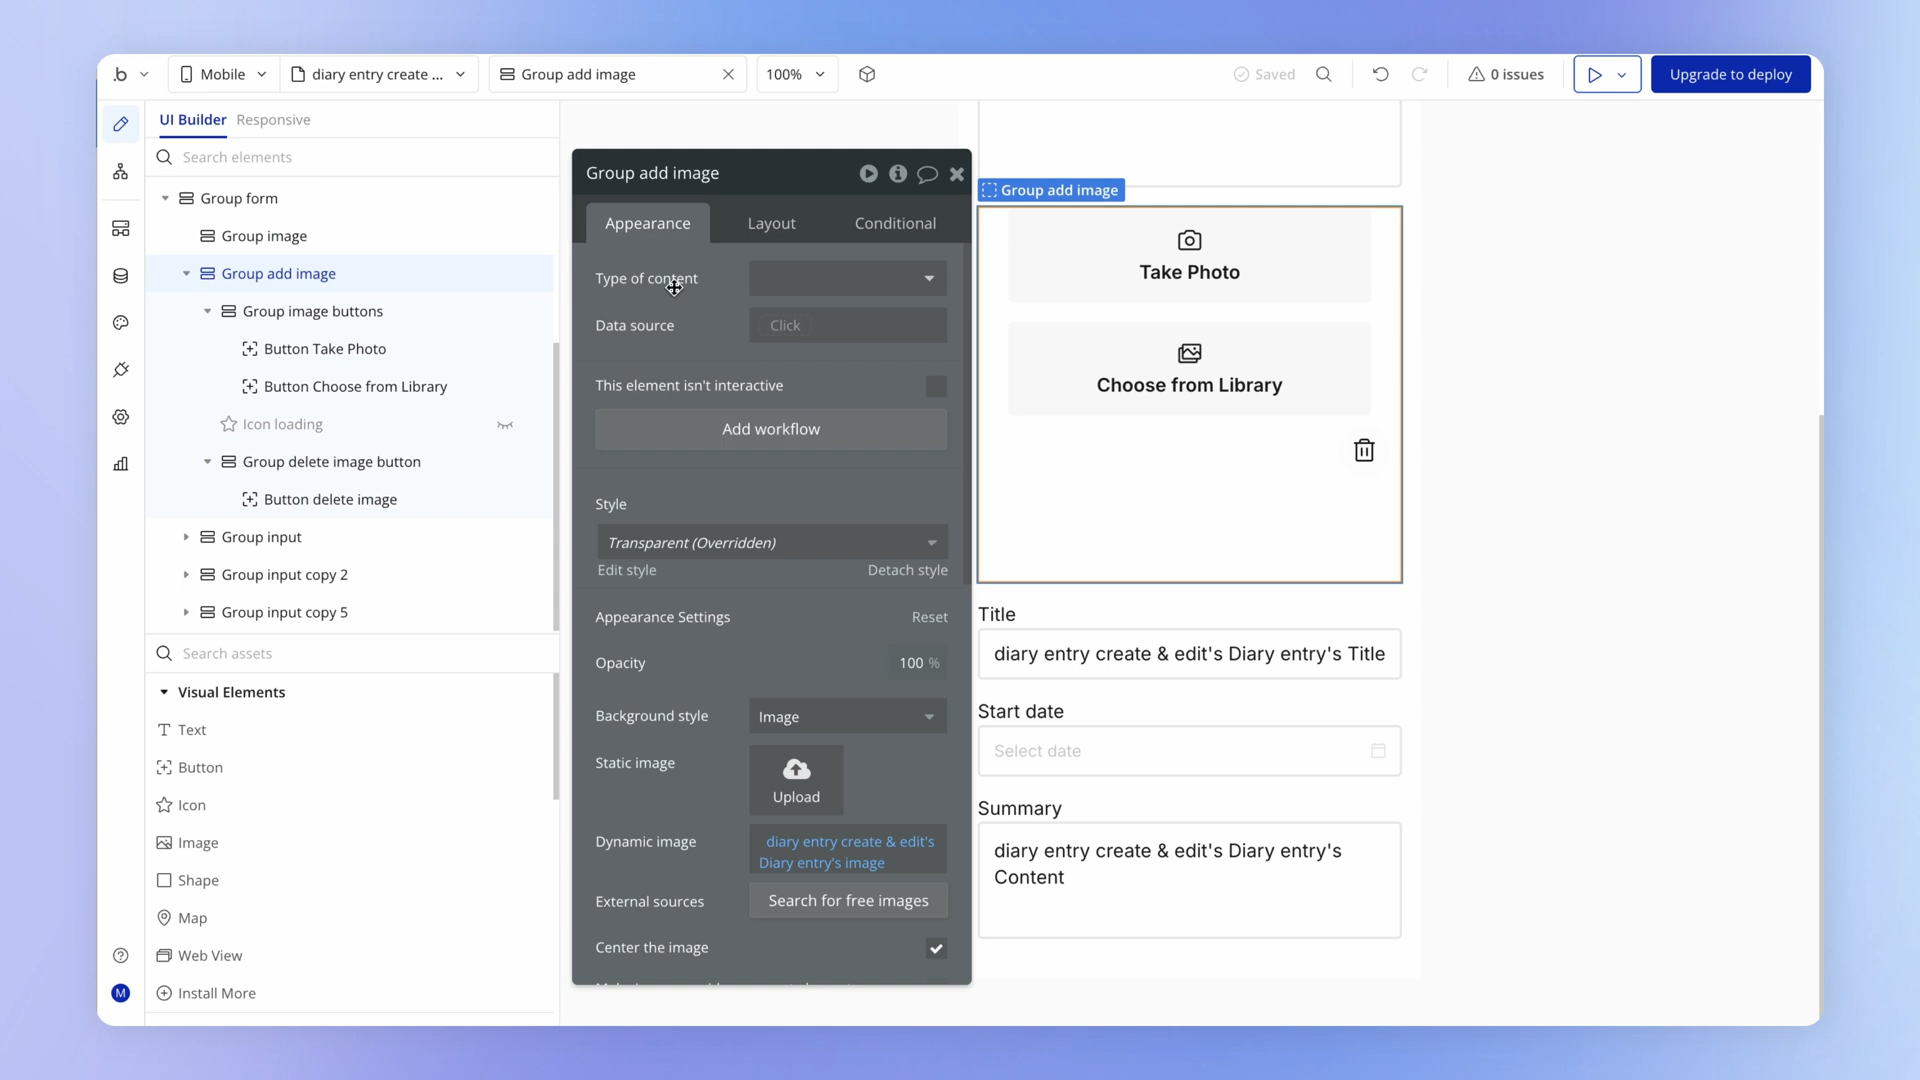 .b
Mobile
diary entry create ...
Group add image
100%
Saved
0 issues
Upgrade to deploy
UI Builder
Responsive
Search elements
Group form
Group image
Group add image
Group image buttons
Button Take Photo
Button Choose from Library
Icon loading
Group delete image button
Button delete image
Group input
Group input copy 2
Group input copy 5
Search assets
Visual Elements
Text
Button
Icon
Image
Shape
Map
Web View
Install More
M
Group add image
Appearance
Layout
Conditional
Type of content
Data source
Click
This element isn't interactive
Add workflow
Style
Transparent (Overridden)
Edit style
Detach style
Appearance Settings
Reset
Opacity
100 %
Background style
Image
Static image
Upload
Dynamic image
diary entry create & edit's
Diary entry's image
External sources
Search for free images
Center the image
Group add image
Take Photo
Choose from Library
Title
diary entry create & edit's Diary entry's Title
Start date
Select date
Summary
diary entry create & edit's Diary entry's
Content